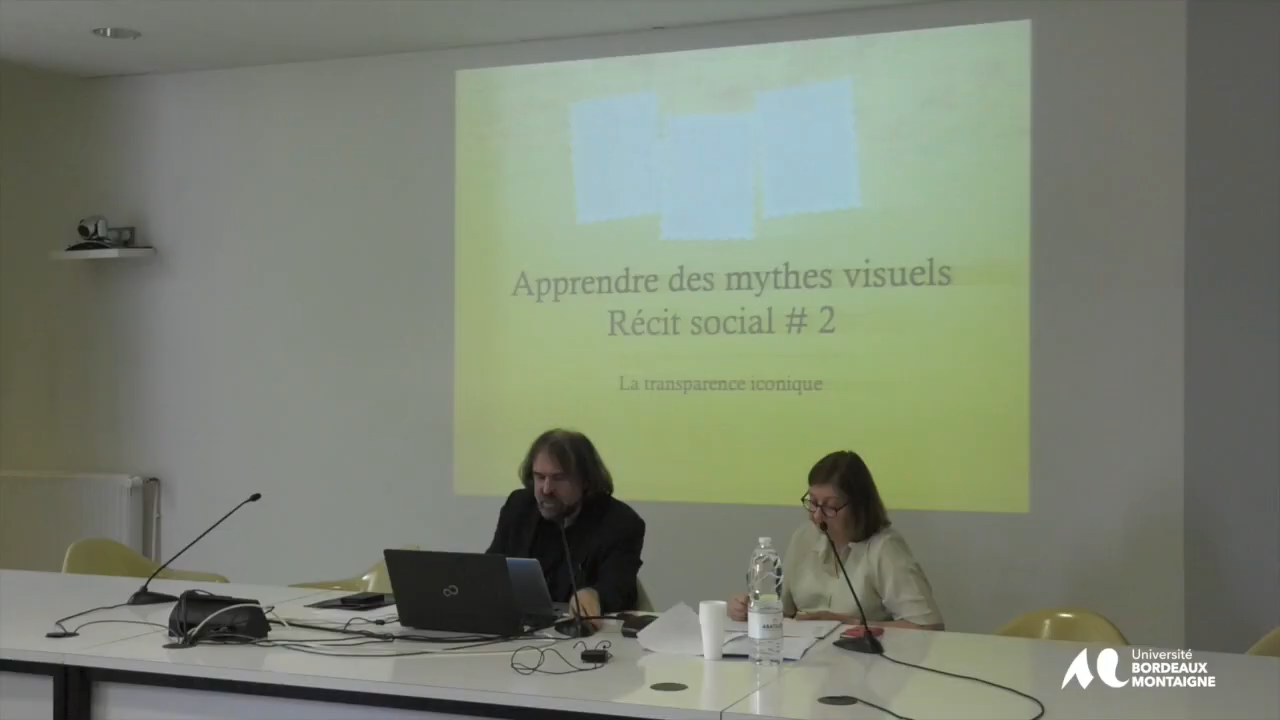 Apprendre des mythes visuels
Récit social # 2
La transparence iconique
Université
BORDEAUX
MONTAIGNE